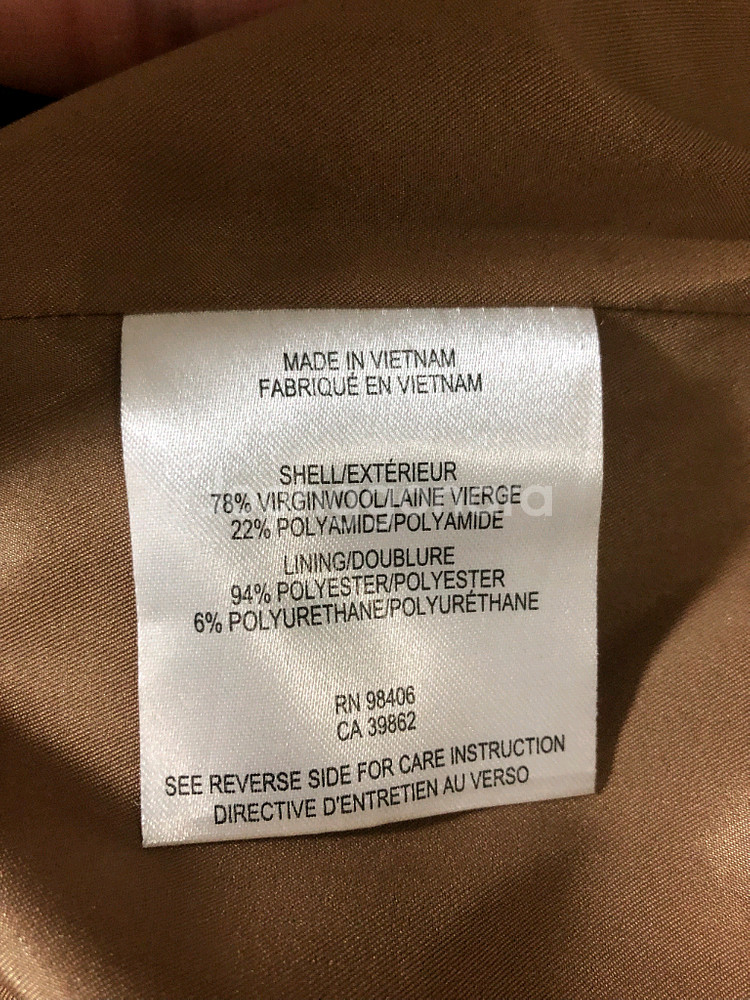 MADE IN VIETNAM
FABRIQUÉ EN VIETNAM
SHELL/EXTÉRIEUR
78% VIRGINWOOL/LAINE VIERGE
22% POLYAMIDE/POLYAMIDE
LINING/DOUBLURE
94% POLYESTER/POLYESTER
6% POLYURETHANE/POLYURÉTHANE
RN 98406
CA 39862
SEE REVERSE SIDE FOR CARE INSTRUCTION
DIRECTIVE D'ENTRETIEN AU VERSO